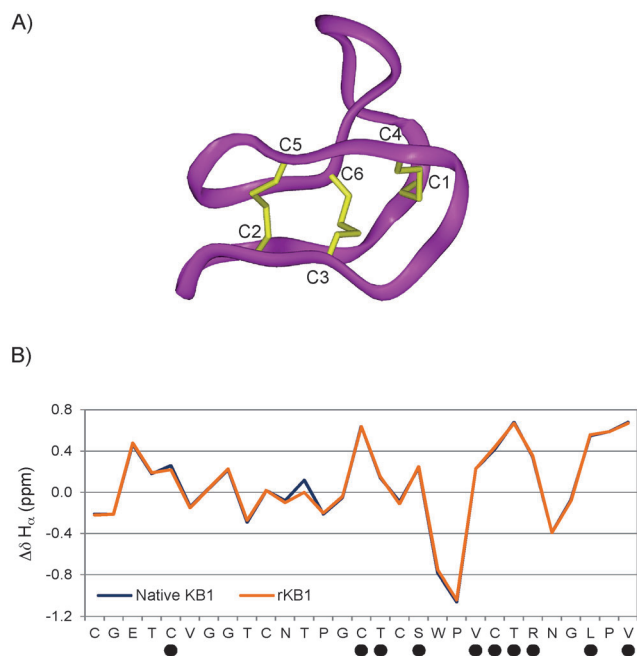 A)
C5
C4
C6
C1
C2
C3
B)
0.8
0.4
0.0
-0.4
-0.8
-1.2
Δδ Hα (ppm)
Native KB1
rKB1
C G E T C V G G T C N T P G C T C S W P V C T R N G L P V